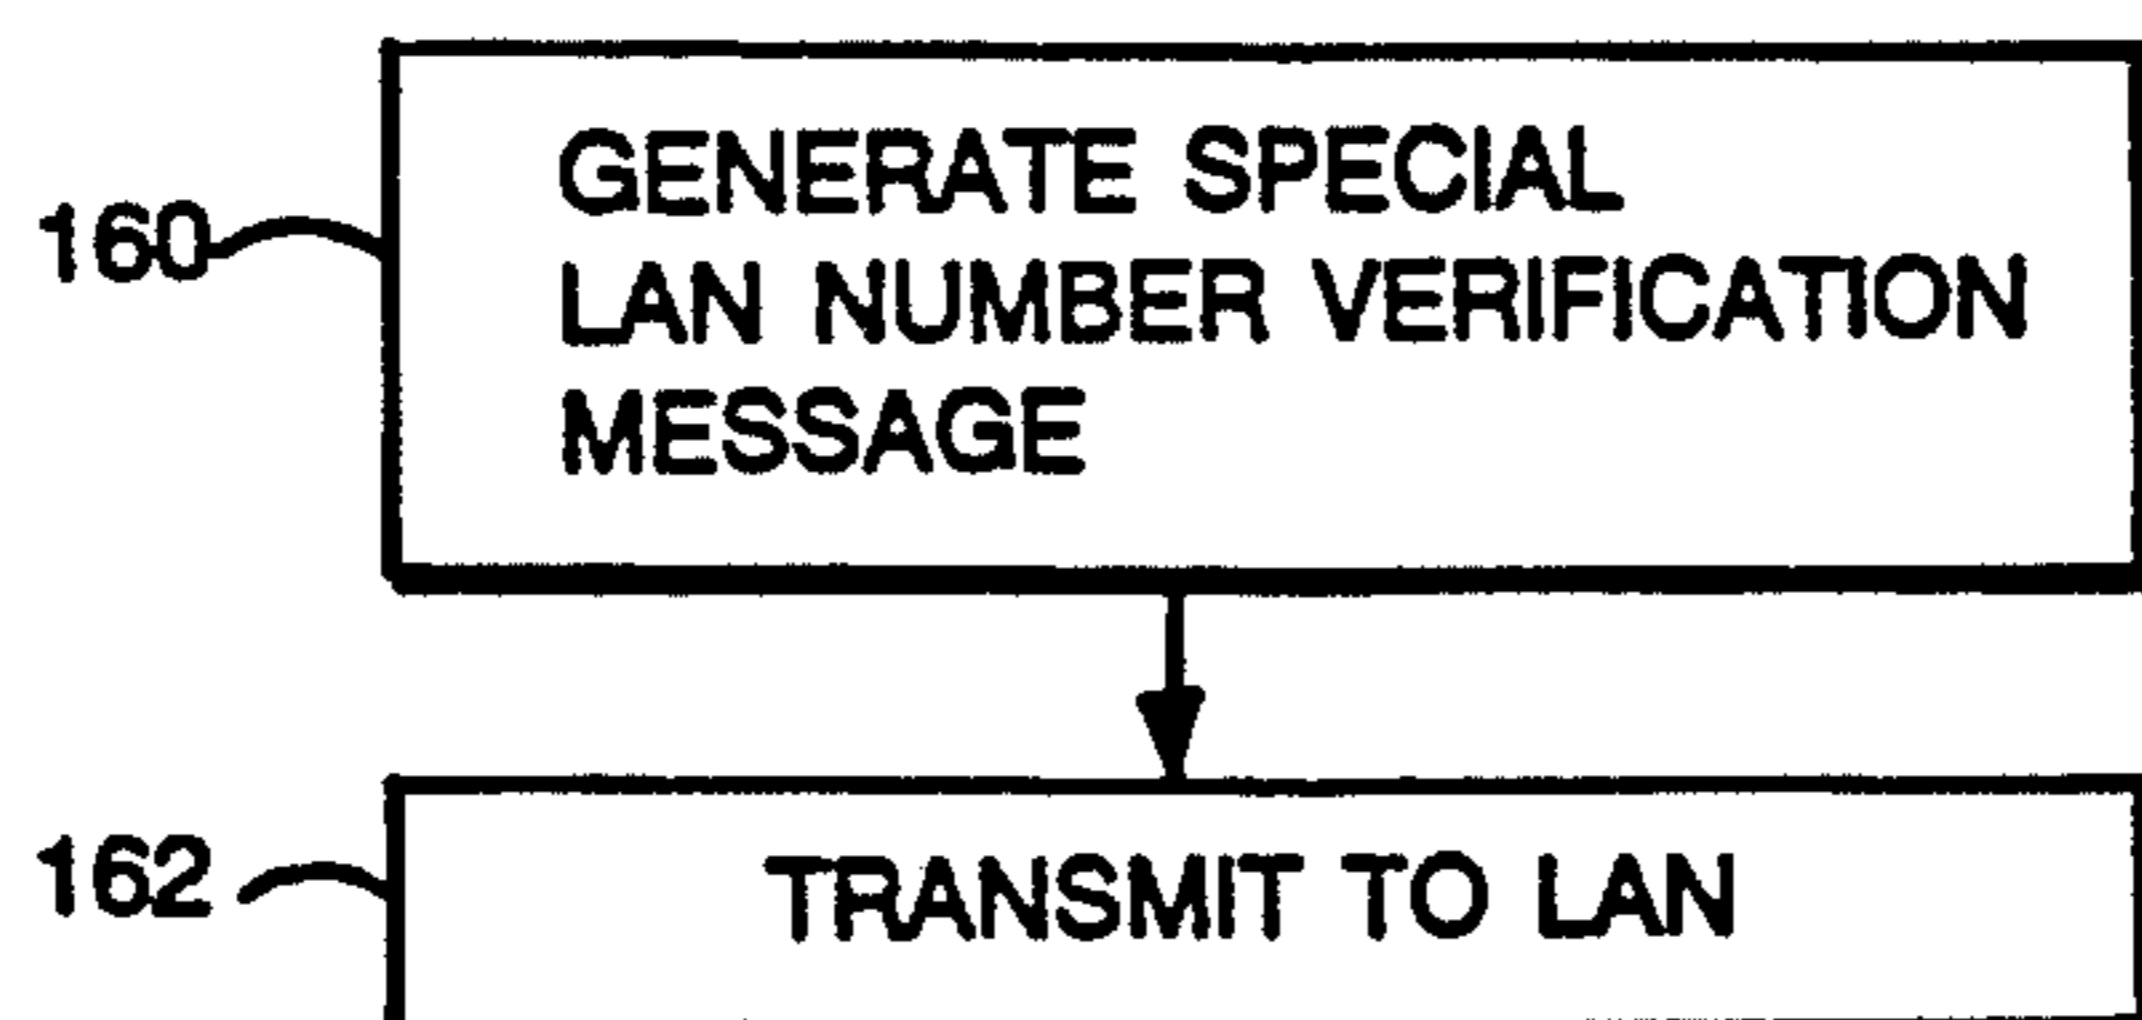 GENERATE SPECIAL
160
LAN NUMBER VERIFICATION
MESSAGE
162
TRANSMIT TO LAN